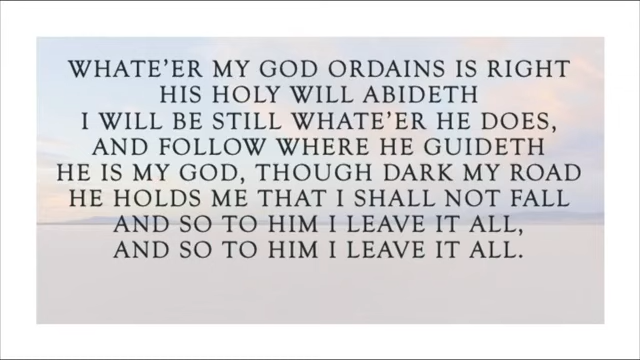 WHATE'ER MY GOD ORDAINS IS RIGHT
HIS HOLY WILL ABIDETH
I WILL BE STILL WHATE'ER HE DOES,
AND FOLLOW WHERE HE GUIDETH
HE IS MY GOD, THOUGH DARK MY ROAD
HE HOLDS ME THAT I SHALL NOT FALL
AND SO TO HIM I LEAVE IT ALL,
AND SO TO HIM I LEAVE IT ALL.